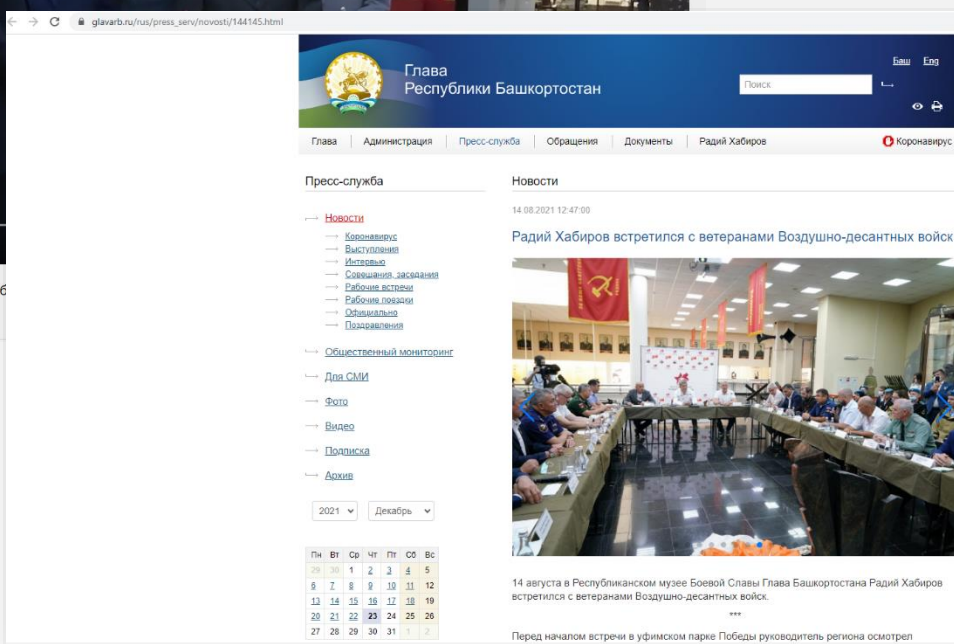 glavarb.ru/rus/press_serv/novosti/144145.html
Глава
Республики Башкортостан
Баш Eng
Поиск
Глава Администрация Пресс-служба Обращения Документы Радий Хабиров Коронавирус
Пресс-служба
Новости
Коронавирус
Выступления
Интервью
Совещания, заседания
Рабочие встречи
Рабочие поездки
Официально
Поздравления
Общественный мониторинг
Для СМИ
Фото
Видео
Подписка
Архив
2021 Декабрь
Пн Вт Ср Чт Пт Сб Вс
29 30 1 2 3 4 5
6 7 8 9 10 11 12
13 14 15 16 17 18 19
20 21 22 23 24 25 26
27 28 29 30 31 1 2
Новости
14.08.2021 12:47:00
Радий Хабиров встретился с ветеранами Воздушно-десантных войск
14 августа в Республиканском музее Боевой Славы Глава Башкортостана Радий Хабиров
встретился с ветеранами Воздушно-десантных войск.
***
Перед началом встречи в уфимском парке Победы руководитель региона осмотрел